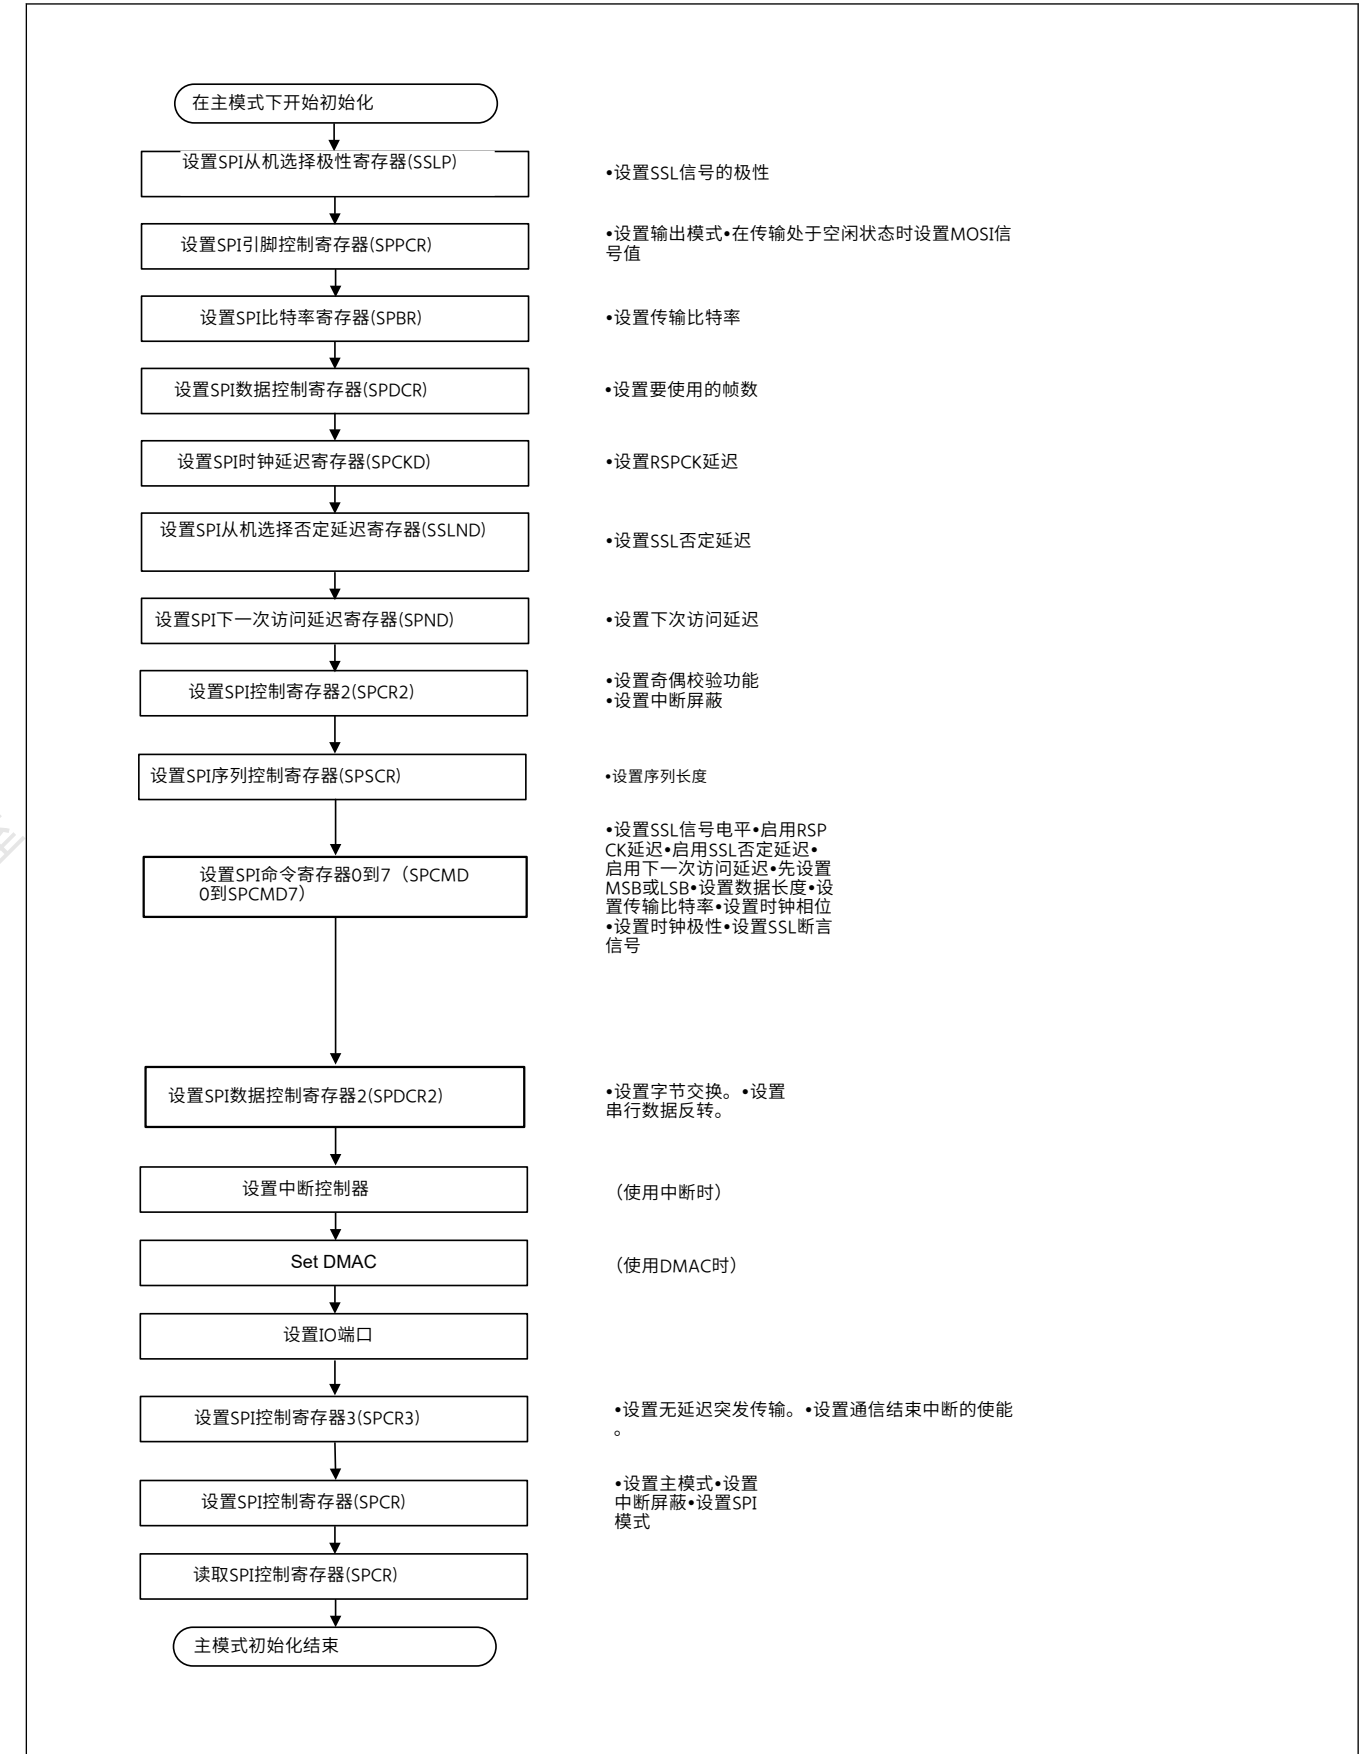 在主模式下开始初始化
设置SPI从机选择极性寄存器(SSLP)
•设置SSL信号的极性
设置SPI引脚控制寄存器(SPPCR)
•设置输出模式•在传输处于空闲状态时设置MOSI信
号值
设置SPI比特率寄存器(SPBR)
•设置传输比特率
设置SPI数据控制寄存器(SPDCR)
•设置要使用的帧数
设置SPI时钟延迟寄存器(SPCKD)
•设置RSPCK延迟
设置SPI从机选择否定延迟寄存器(SSLND)
•设置SSL否定延迟
设置SPI下一次访问延迟寄存器(SPND)
•设置下次访问延迟
设置SPI控制寄存器2(SPCR2)
•设置奇偶校验功能
•设置中断屏蔽
设置SPI序列控制寄存器(SPSCR)
•设置序列长度
设置SPI命令寄存器0到7（SPCMD
0到SPCMD7）
•设置SSL信号电平•启用RSP
CK延迟•启用SSL否定延迟•
启用下一次访问延迟•先设置
MSB或LSB•设置数据长度•设
置传输比特率•设置时钟相位
•设置时钟极性•设置SSL断言
信号
设置SPI数据控制寄存器2(SPDCR2)
•设置字节交换。•设置
串行数据反转。
设置中断控制器
（使用中断时）
Set DMAC
（使用DMAC时）
设置IO端口
设置SPI控制寄存器3(SPCR3)
•设置无延迟突发传输。•设置通信结束中断的使能
。
设置SPI控制寄存器(SPCR)
•设置主模式•设置
中断屏蔽•设置SPI
模式
读取SPI控制寄存器(SPCR)
主模式初始化结束